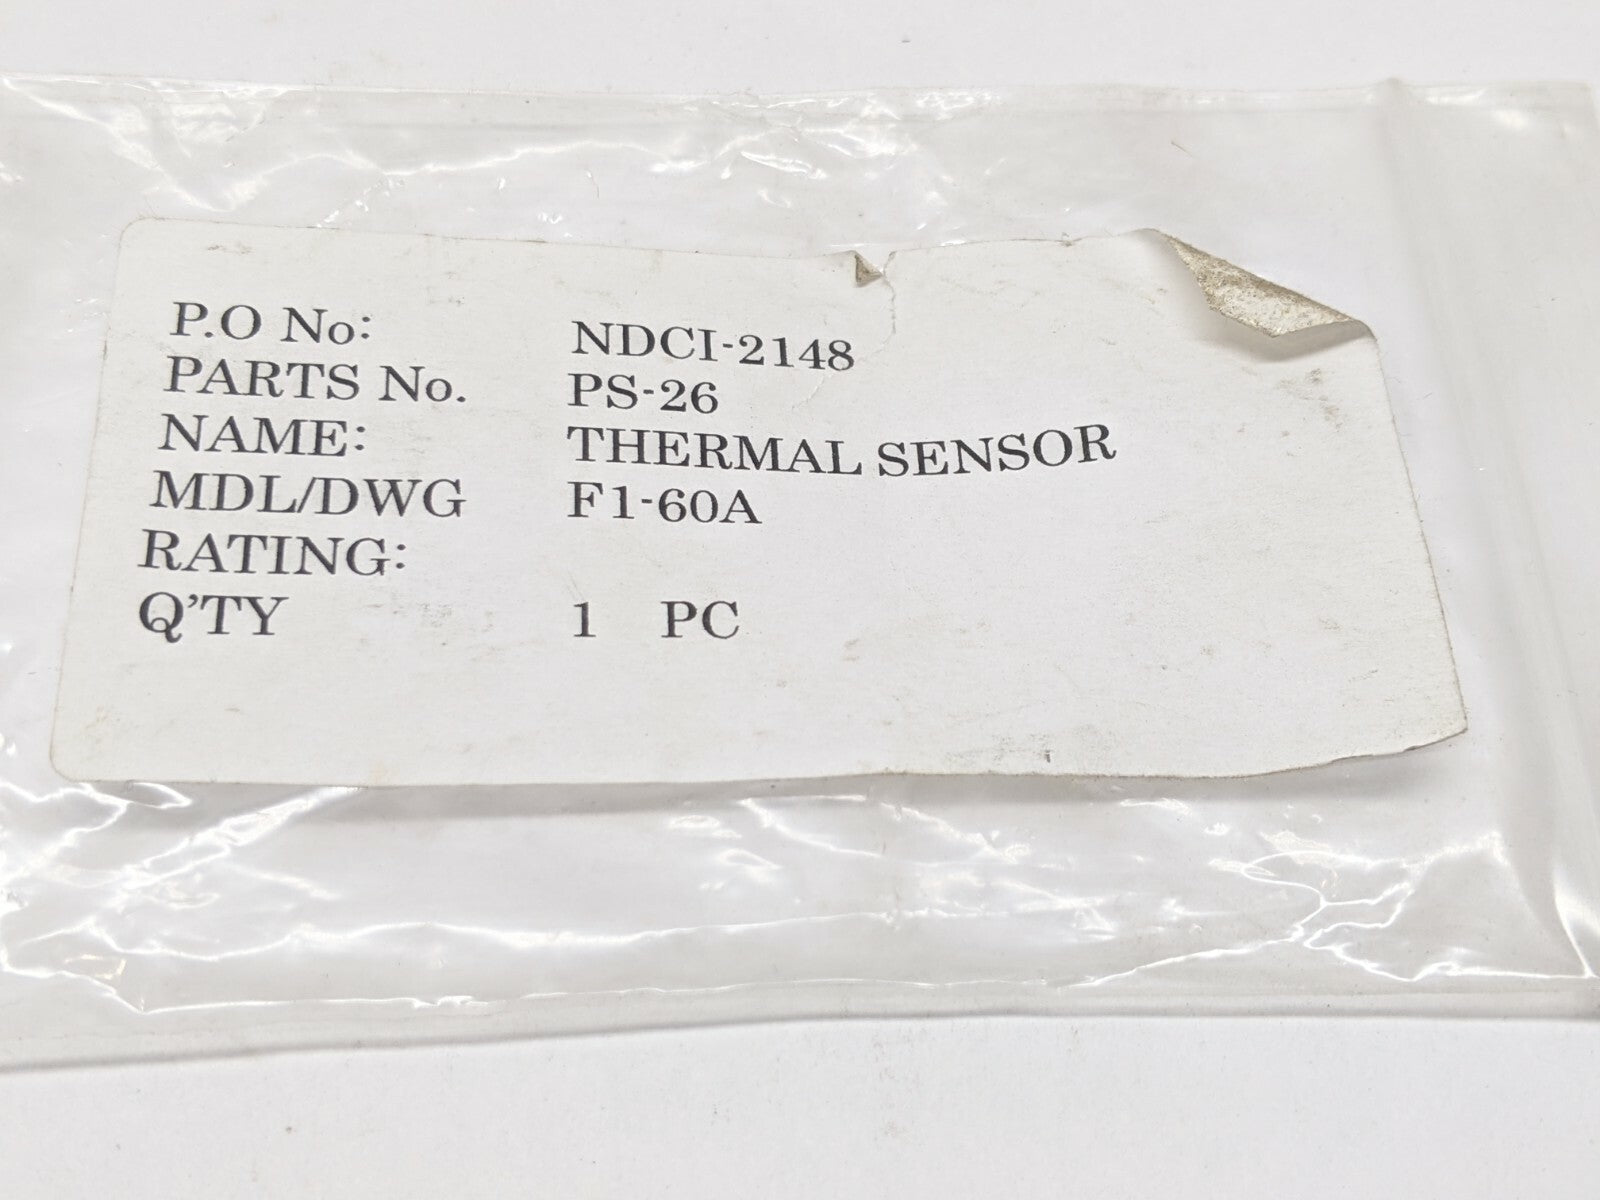 P.O No: NDCI-2148
PARTS No. PS-26
NAME: THERMAL SENSOR
MDL/DWG F1-60A
RATING:
Q'TY 1 PC